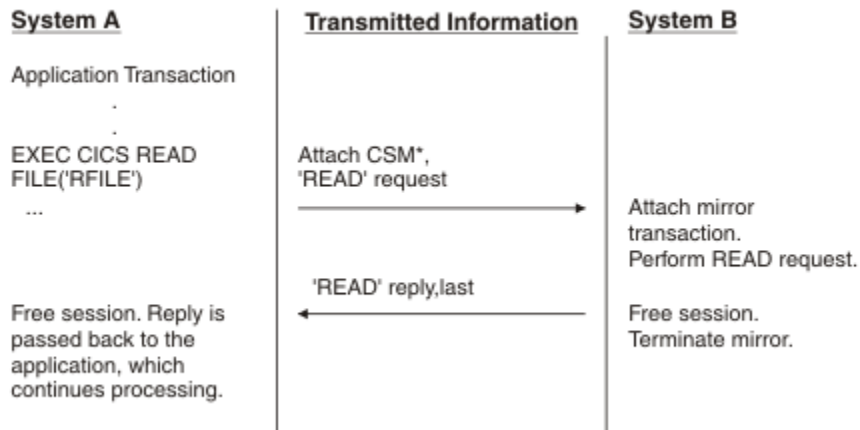 System A
Transmitted Information
System B
Application Transaction
.
.
EXEC CICS READ
FILE('RFILE')
...
Attach CSM*,
'READ' request
Attach mirror
transaction.
Perform READ request.
'READ' reply,last
Free session. Reply is
passed back to the
application, which
continues processing.
Free session.
Terminate mirror.